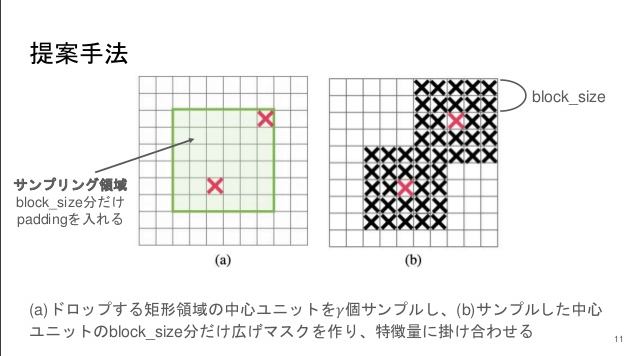 提案手法
block_size
サンプリング領域
block_size分だけ
paddingを入れる
(a)
(b)
(a)ドロップする矩形領域の中心ユニットをγ個サンプルし、(b)サンプルした中心
ユニットのblock_size分だけ広げマスクを作り、特徴量に掛け合わせる
11